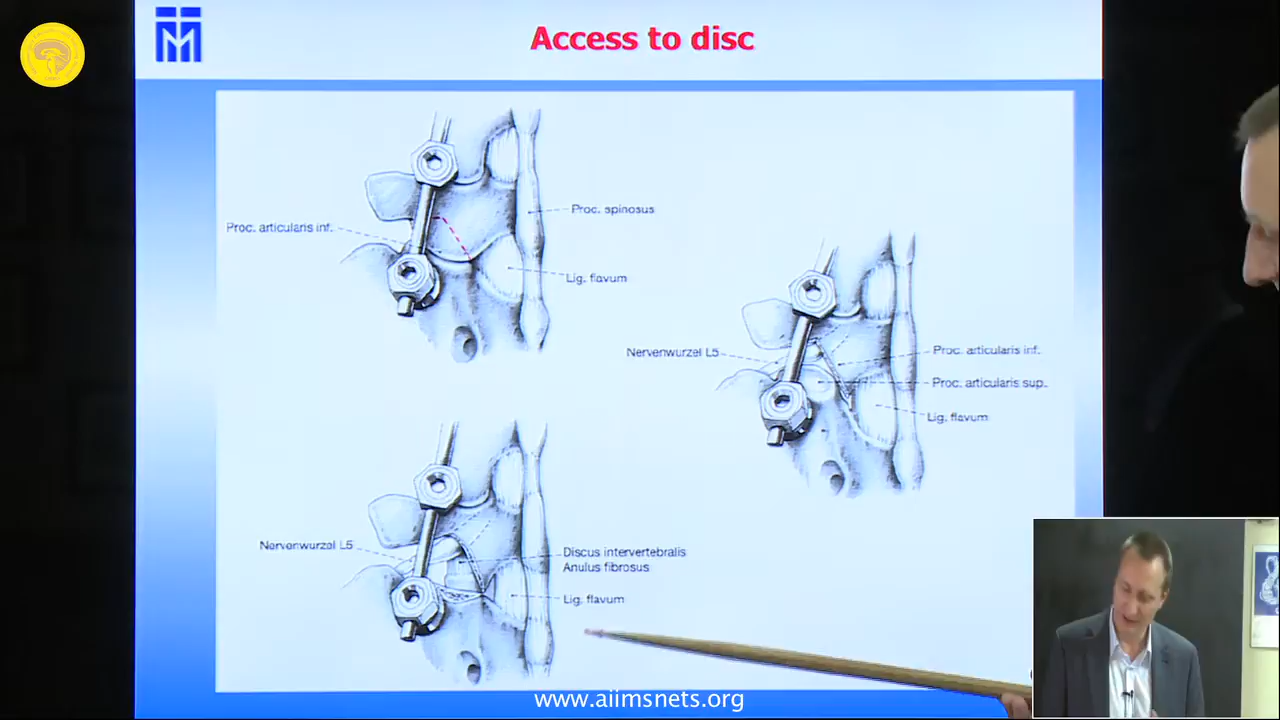 Access to disc
Proc. spinosus
Proc. articularis inf.
Lig. flavum
Nervenwurzel L5
Proc. articularis inf.
Proc. articularis sup.
Lig. flavum
Nervenwurzel L5
Discus intervertebralis
Anulus fibrosus
Lig. flavum
www.aiimsnets.org